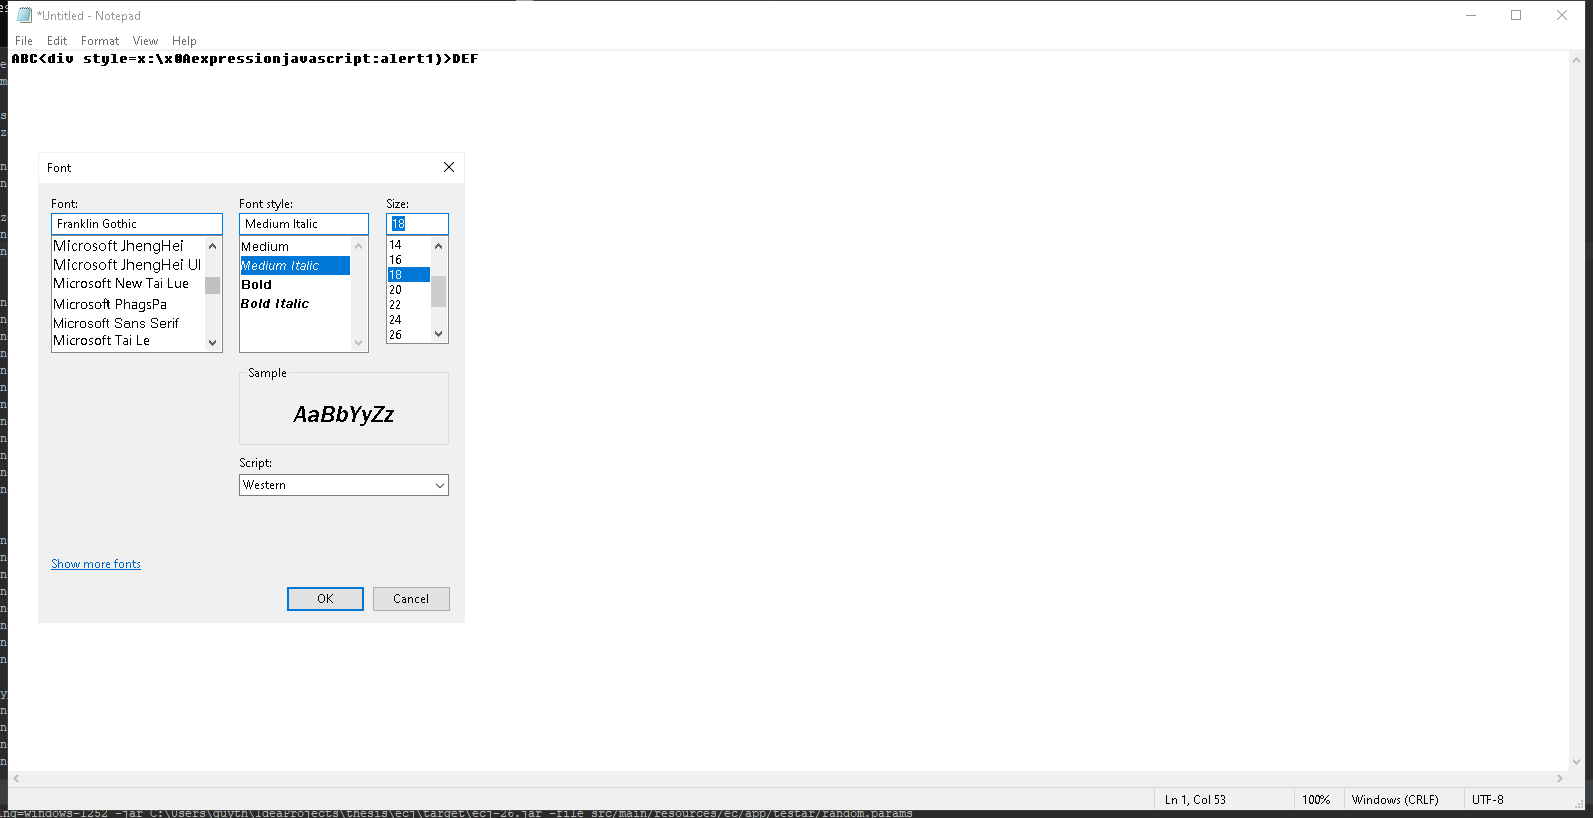 *Untitled - Notepad
File Edit Format View Help
ABC<div style=x:\x0Aexpressionjavascript:alert1)>DEF
Font
Font: Font style: Size:
Franklin Gothic Medium Italic 18
Microsoft JhengHei Medium 14
Microsoft JhengHei UI Medium Italic 16
Microsoft New Tai Lue Bold 18
Microsoft PhagsPa Bold Italic 20
Microsoft Sans Serif 22
Microsoft Tai Le 24
26
Sample
AaBbYyZz
Script:
Western
Show more fonts
OK Cancel
Ln 1, Col 53 100% Windows (CRLF) UTF-8
ing=windows-1252 -jar C:\Users\guyth\IdeaProjects\thesis\ecj\target\ecj-26.jar -file src/main/resources/ec/app/testar/random.params